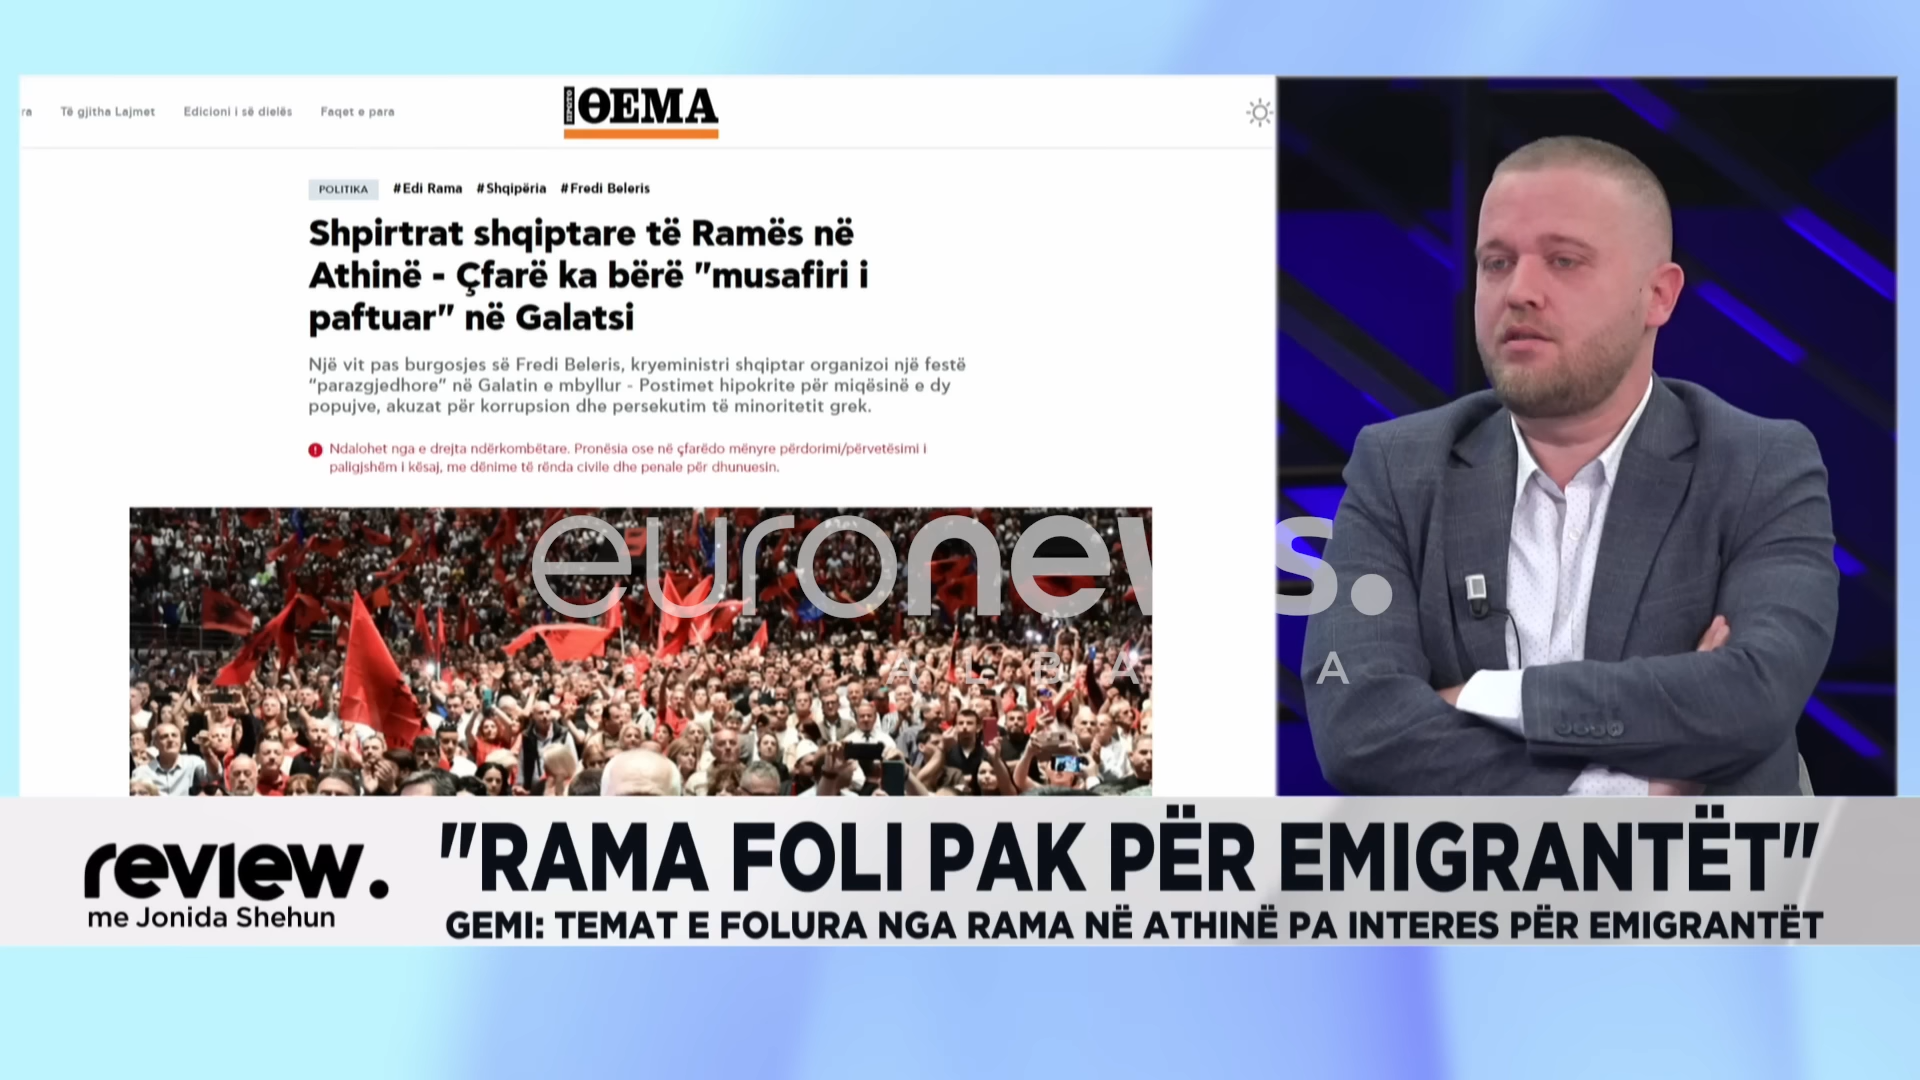 ra Të gjitha Lajmet Edicioni i së dielës Faqet e para
ΠΡΩΤΟ ΘΕΜΑ
POLITIKA #Edi Rama #Shqipëria #Fredi Beleris
Shpirtrat shqiptare të Ramës në
Athinë - Çfarë ka bërë "musafiri i
paftuar" në Galatsi
Një vit pas burgosjes së Fredi Beleris, kryeministri shqiptar organizoi një festë
"parazgjedhore" në Galatin e mbyllur - Postimet hipokrite për miqësinë e dy
popujve, akuzat për korrupsion dhe persekutim të minoritetit grek.
Ndalohet nga e drejta ndërkombëtare. Pronësia ose në çfarëdo mënyre përdorimi/përvetësimi i
paligjshëm i kësaj, me dënime të rënda civile dhe penale për dhunuesin.
euronews.
ALBA A
review.
me Jonida Shehun
"RAMA FOLI PAK PËR EMIGRANTËT"
GEMI: TEMAT E FOLURA NGA RAMA NË ATHINË PA INTERES PËR EMIGRANTËT